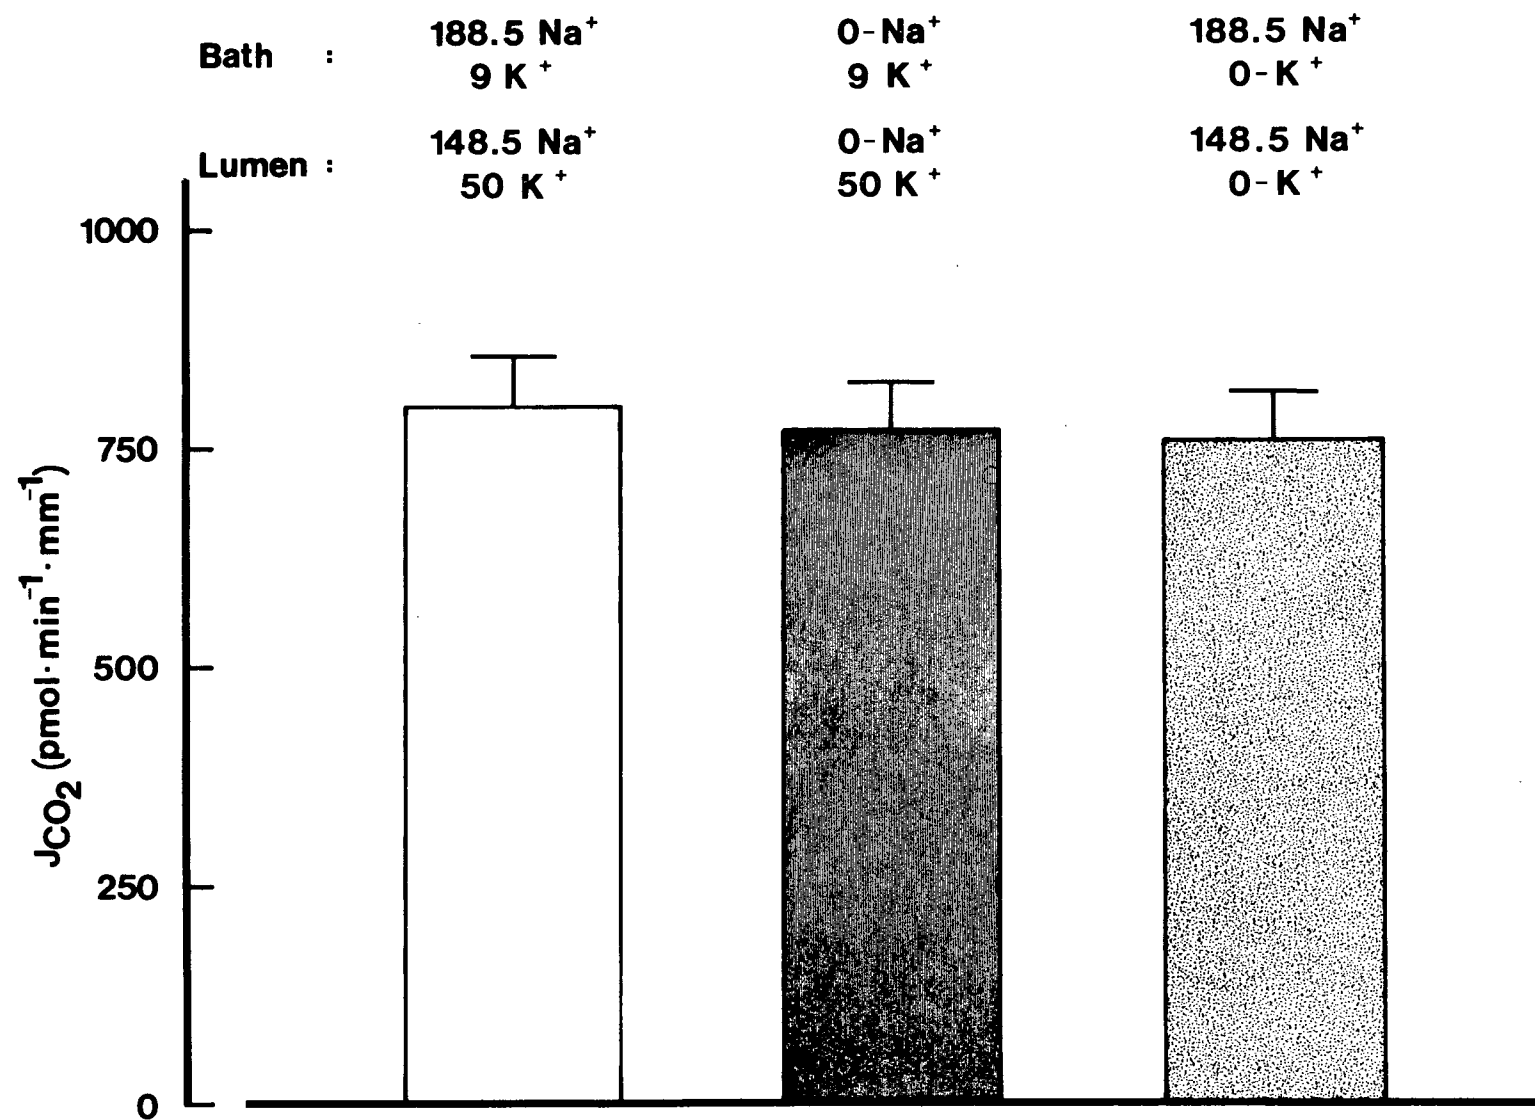 Bath :
188.5 Na⁺
9 K⁺
0-Na⁺
9 K⁺
188.5 Na⁺
0-K⁺
Lumen :
148.5 Na⁺
50 K⁺
0-Na⁺
50 K⁺
148.5 Na⁺
0-K⁺
1000
750
500
250
0
JCO₂ (pmol·min⁻¹·mm⁻¹)